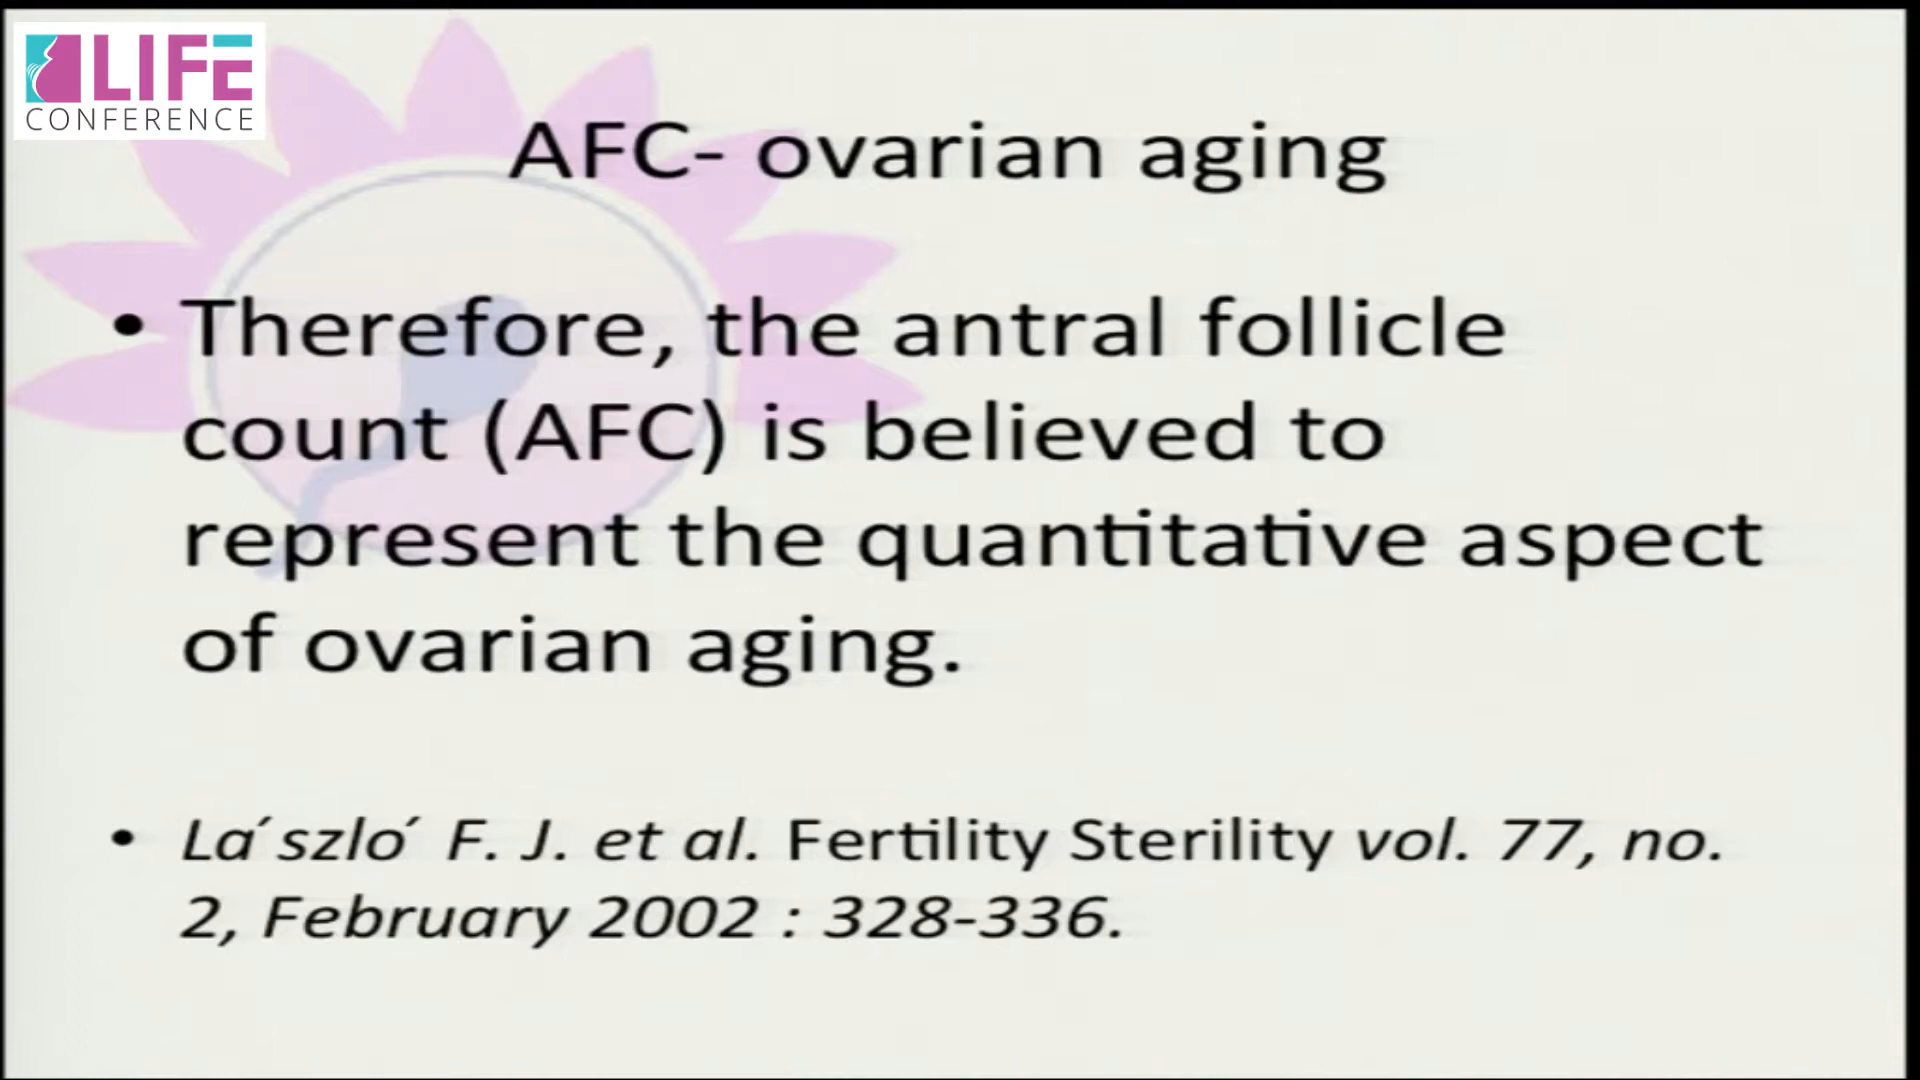 LIFE
CONFERENCE
AFC- ovarian aging
• Therefore, the antral follicle
count (AFC) is believed to
represent the quantitative aspect
of ovarian aging.
• La´szlo´ F. J. et al. Fertility Sterility vol. 77, no.
2, February 2002 : 328-336.